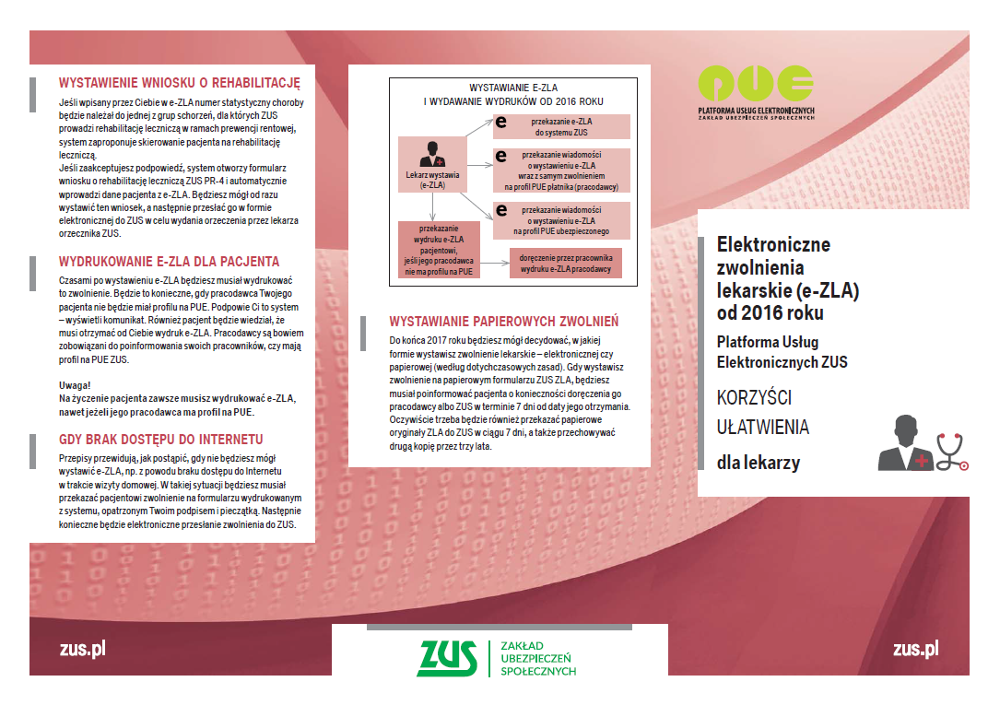 WYSTAWIENIE WNIOSKU O REHABILITACJĘ
Jeśli wpisany przez Ciebie w e-ZLA numer statystyczny choroby
będzie należał do jednej z grup schorzeń, dla których ZUS
prowadzi rehabilitację leczniczą w ramach prewencji rentowej,
system zaproponuje skierowanie pacjenta na rehabilitację
leczniczą.
Jeśli zaakceptujesz podpowiedź, system otworzy formularz
wniosku o rehabilitację leczniczą ZUS PR-4 i automatycznie
wprowadzi dane pacjenta z e-ZLA. Będziesz mógł od razu
wystawić ten wniosek, a następnie przesłać go w formie
elektronicznej do ZUS w celu wydania orzeczenia przez lekarza
orzecznika ZUS.
WYDRUKOWANIE E-ZLA DLA PACJENTA
Czasami po wystawieniu e-ZLA będziesz musiał wydrukować
to zwolnienie. Będzie to konieczne, gdy pracodawca Twojego
pacjenta nie będzie miał profilu na PUE. Podpowie Ci to system
– wyświetli komunikat. Również pacjent będzie wiedział, że
musi otrzymać od Ciebie wydruk e-ZLA. Pracodawcy są bowiem
zobowiązani do poinformowania swoich pracowników, czy mają
profil na PUE ZUS.
Uwaga!
Na życzenie pacjenta zawsze musisz wydrukować e-ZLA,
nawet jeżeli jego pracodawca ma profil na PUE.
GDY BRAK DOSTĘPU DO INTERNETU
Przepisy przewidują, jak postąpić, gdy nie będziesz mógł
wystawić e-ZLA, np. z powodu braku dostępu do Internetu
w trakcie wizyty domowej. W takiej sytuacji będziesz musiał
przekazać pacjentowi zwolnienie na formularzu wydrukowanym
z systemu, opatrzonym Twoim podpisem i pieczątką. Następnie
konieczne będzie elektroniczne przesłanie zwolnienia do ZUS.
zus.pl
WYSTAWIANIE E-ZLA
I WYDAWANIE WYDRUKÓW OD 2016 ROKU
Lekarz wystawia
(e-ZLA)
e
przekazanie e-ZLA
do systemu ZUS
e
przekazanie wiadomości
o wystawieniu e-ZLA
wraz z samym zwolnieniem
na profil PUE płatnika (pracodawcy)
e
przekazanie wiadomości
o wystawieniu e-ZLA
na profil PUE ubezpieczonego
przekazanie
wydruku e-ZLA
pacjentowi,
jeśli jego pracodawca
nie ma profilu na PUE
doręczenie przez pracownika
wydruku e-ZLA pracodawcy
WYSTAWIANIE PAPIEROWYCH ZWOLNIEŃ
Do końca 2017 roku będziesz mógł decydować, w jakiej
formie wystawisz zwolnienie lekarskie – elektronicznej czy
papierowej (według dotychczasowych zasad). Gdy wystawisz
zwolnienie na papierowym formularzu ZUS ZLA, będziesz
musiał poinformować pacjenta o konieczności doręczenia go
pracodawcy albo ZUS w terminie 7 dni od daty jego otrzymania.
Oczywiście trzeba będzie również przekazać papierowe
oryginały ZLA do ZUS w ciągu 7 dni, a także przechowywać
drugą kopię przez trzy lata.
ZUS
ZAKŁAD
UBEZPIECZEŃ
SPOŁECZNYCH
PUE
PLATFORMA USŁUG ELEKTRONICZNYCH
ZAKŁAD UBEZPIECZEŃ SPOŁECZNYCH
Elektroniczne
zwolnienia
lekarskie (e-ZLA)
od 2016 roku
Platforma Usług
Elektronicznych ZUS
KORZYŚCI
UŁATWIENIA
dla lekarzy
zus.pl